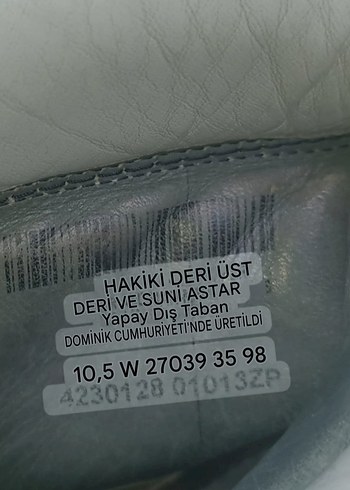 HAKİKİ DERİ ÜST
DERİ VE SUNİ ASTAR
Yapay Dış Taban
DOMİNİK CUMHURİYETİ'NDE ÜRETİLDİ
10,5 W 27039 35 98
4230128 01013ZP